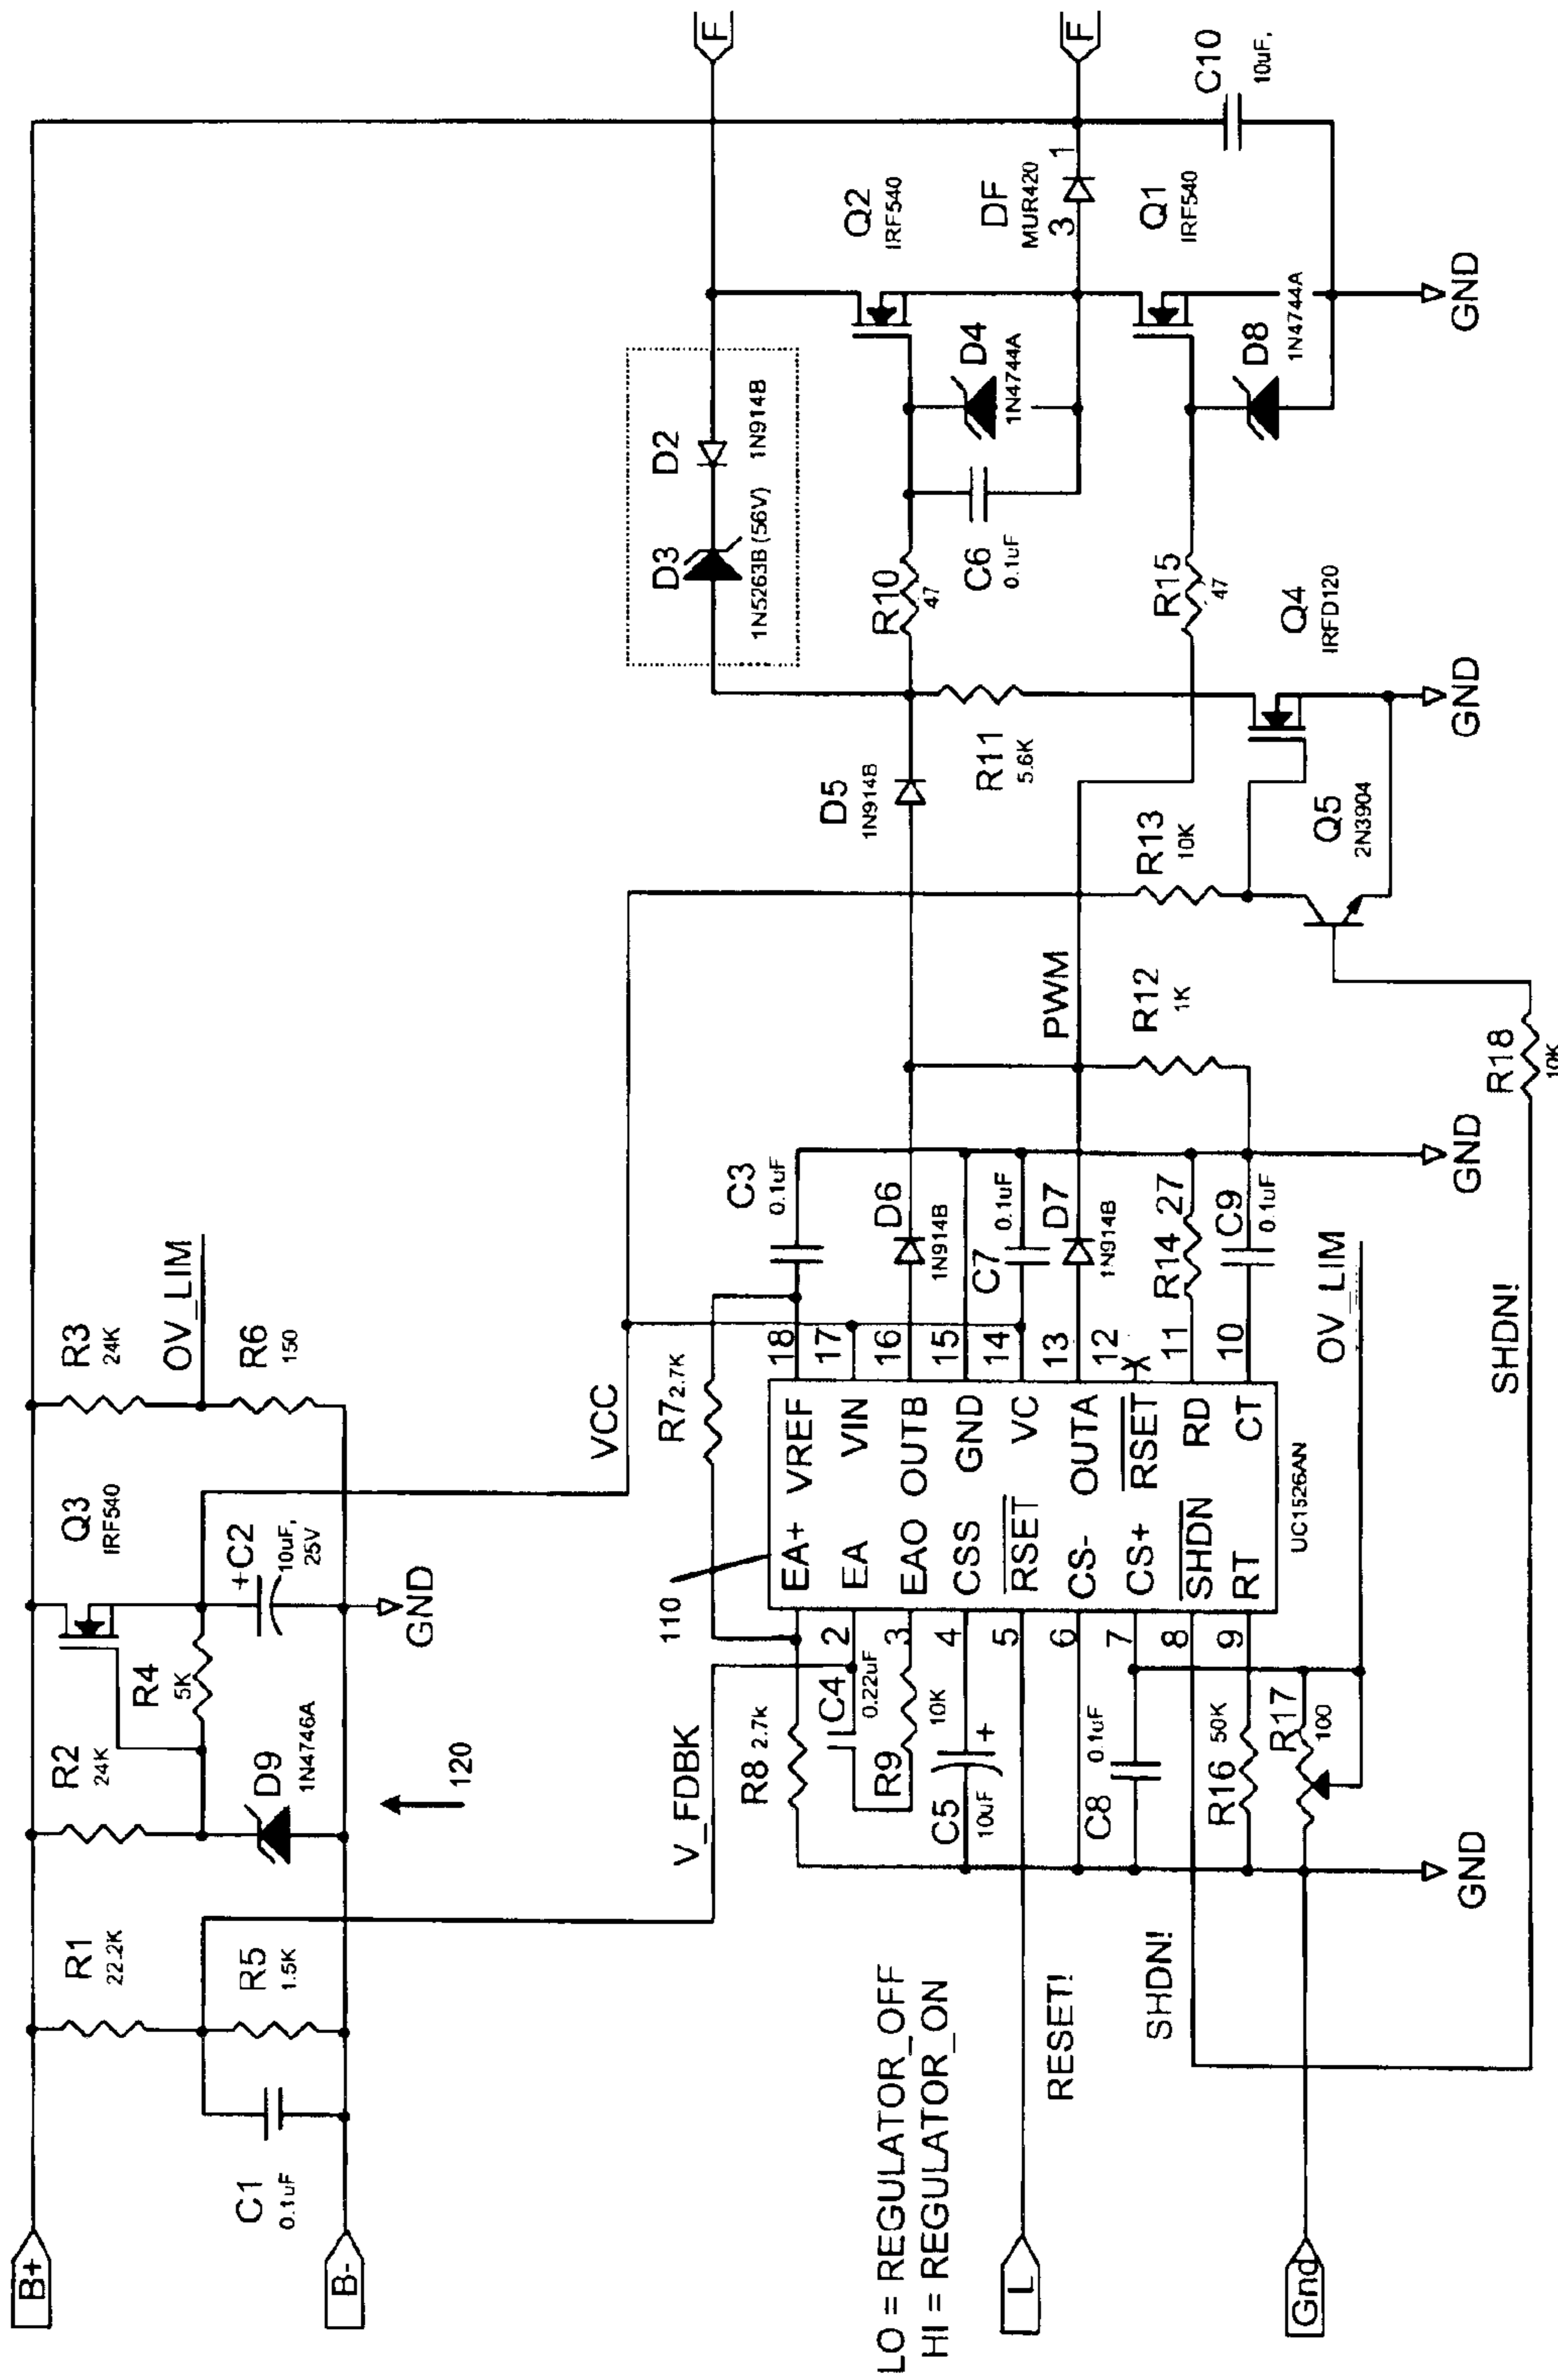 B+
B-
C1
0.1uF
R1
22.2K
R5
1.5K
R2
24K
D9
1N4746A
120
R4
5K
Q3
IRF540
+
C2
10uF,
25V
GND
R3
24K
OV_LIM
R6
150
VCC
V_FDBK
110
R7
2.7K
R8
2.7k
C4
0.22uF
R9
10K
C5
10uF
+
C8
0.1uF
R16
50K
R17
100
GND
LO = REGULATOR_OFF
HI = REGULATOR_ON
L
RESET!
Gnd
SHDN!
2
3
4
5
6
7
8
9
EA+
VREF
EA
VIN
EAO
OUTB
CSS
GND
RSET
VC
CS-
OUTA
CS+
RSET
SHDN
RD
RT
CT
UC1526AN
18
17
16
15
14
13
12
11
10
C3
0.1uF
D6
1N914B
C7
0.1uF
D7
1N914B
R14
27
C9
0.1uF
OV_LIM
GND
SHDN!
R18
10K
PWM
R12
1K
R13
10K
D5
1N914B
R11
5.6K
Q5
2N3904
Q4
IRFD120
GND
R10
47
R15
47
C6
0.1uF
D3
1N5263B (56V)
D2
1N914B
D4
1N4744A
D8
1N4744A
Q2
IRF540
DF
MUR420
3
1
Q1
IRF540
GND
C10
10uF,
F
F